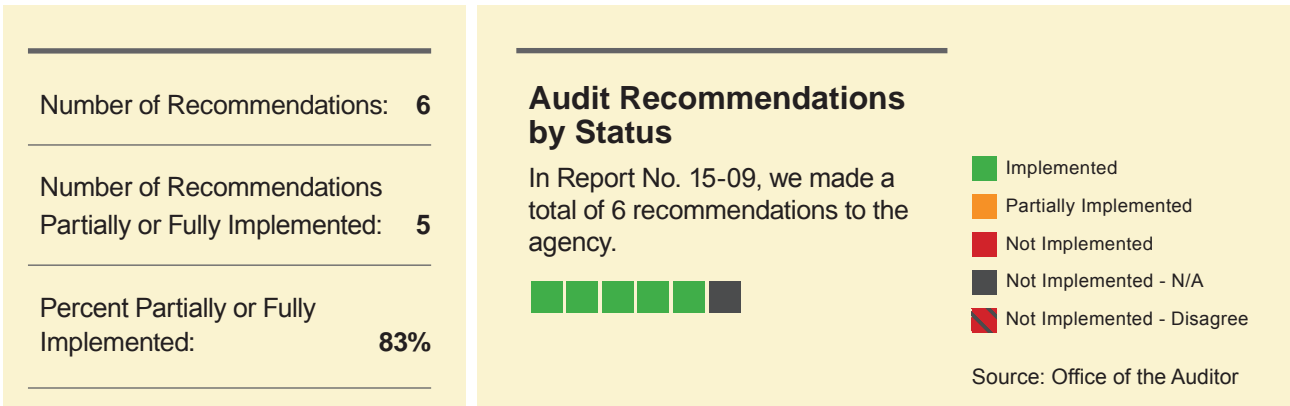 Number of Recommendations: 6
Number of Recommendations
Partially or Fully Implemented: 5
Percent Partially or Fully
Implemented: 83%
Audit Recommendations
by Status
In Report No. 15-09, we made a
total of 6 recommendations to the
agency.
Implemented
Partially Implemented
Not Implemented
Not Implemented - N/A
Not Implemented - Disagree
Source: Office of the Auditor